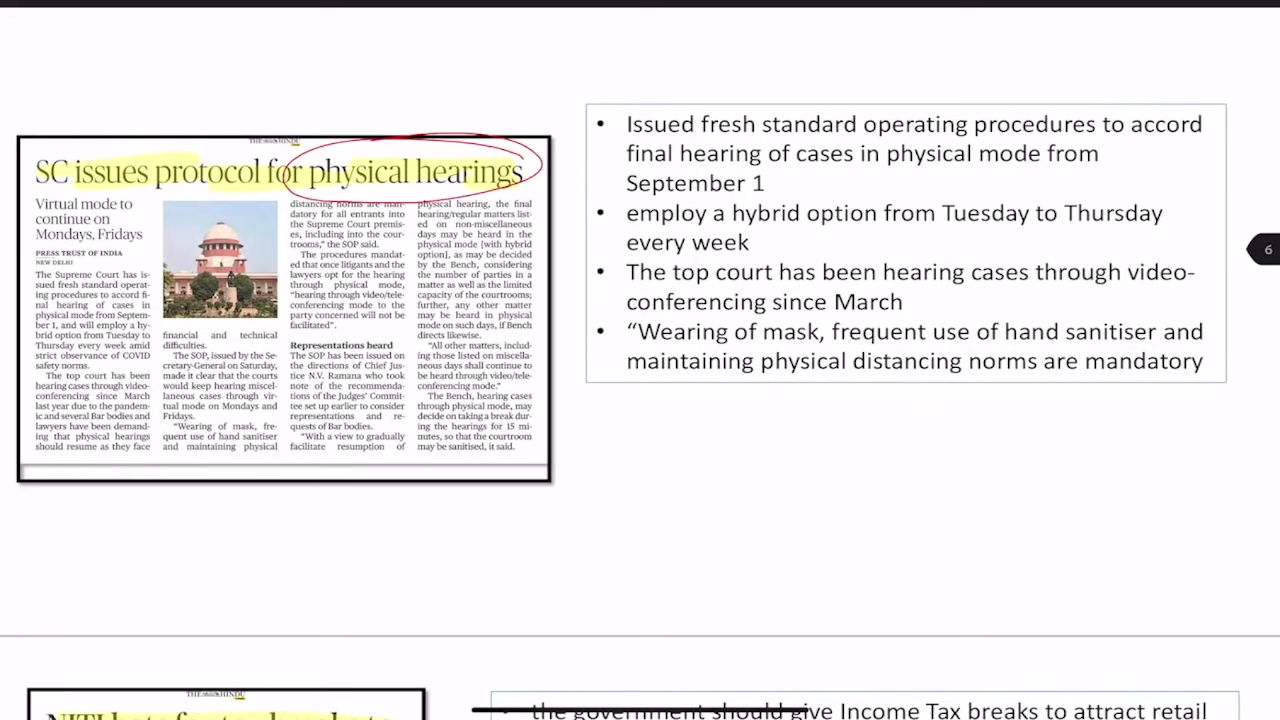 THE HINDU
SC issues protocol for physical hearings
Virtual mode to
continue on
Mondays, Fridays
PRESS TRUST OF INDIA
NEW DELHI
The Supreme Court has is-
sued fresh standard operat-
ing procedures to accord fi-
nal hearing of cases in
physical mode from Septem-
ber 1, and will employ a hy-
brid option from Tuesday to
Thursday every week amid
strict observance of COVID
safety norms.
The top court has been
hearing cases through video-
conferencing since March
last year due to the pandem-
ic and several Bar bodies and
lawyers have been demand-
ing that physical hearings
should resume as they face
financial and technical
difficulties.
The SOP, issued by the Se-
cretary-General on Saturday,
made it clear that the courts
would keep hearing miscel-
laneous cases through vir-
tual mode on Mondays and
Fridays.
“Wearing of mask, fre-
quent use of hand sanitiser
and maintaining physical
distancing norms are man-
datory for all entrants into
the Supreme Court premis-
es, including into the cour-
trooms,” the SOP said.
The procedures mandat-
ed that once litigants and the
lawyers opt for the hearing
through physical mode,
“hearing through video/tele-
conferencing mode to the
party concerned will not be
facilitated”.
Representations heard
The SOP has been issued on
the directions of Chief Jus-
tice N.V. Ramana who took
note of the recommenda-
tions of the Judges’ Commit-
tee set up earlier to consider
representations and re-
quests of Bar bodies.
“With a view to gradually
facilitate resumption of
physical hearing, the final
hearing/regular matters list-
ed on non-miscellaneous
days may be heard in the
physical mode [with hybrid
option], as may be decided
by the Bench, considering
the number of parties in a
matter as well as the limited
capacity of the courtrooms;
further, any other matter
may be heard in physical
mode on such days, if Bench
directs likewise.
“All other matters, includ-
ing those listed on miscella-
neous days shall continue to
be heard through video/tele-
conferencing mode.”
The Bench, hearing cases
through physical mode, may
decide on taking a break dur-
ing the hearings for 15 mi-
nutes, so that the courtroom
may be sanitised, it said.
• Issued fresh standard operating procedures to accord
final hearing of cases in physical mode from
September 1
• employ a hybrid option from Tuesday to Thursday
every week
• The top court has been hearing cases through video-
conferencing since March
• “Wearing of mask, frequent use of hand sanitiser and
maintaining physical distancing norms are mandatory
6
THE HINDU
• the government should give Income Tax breaks to attract retail